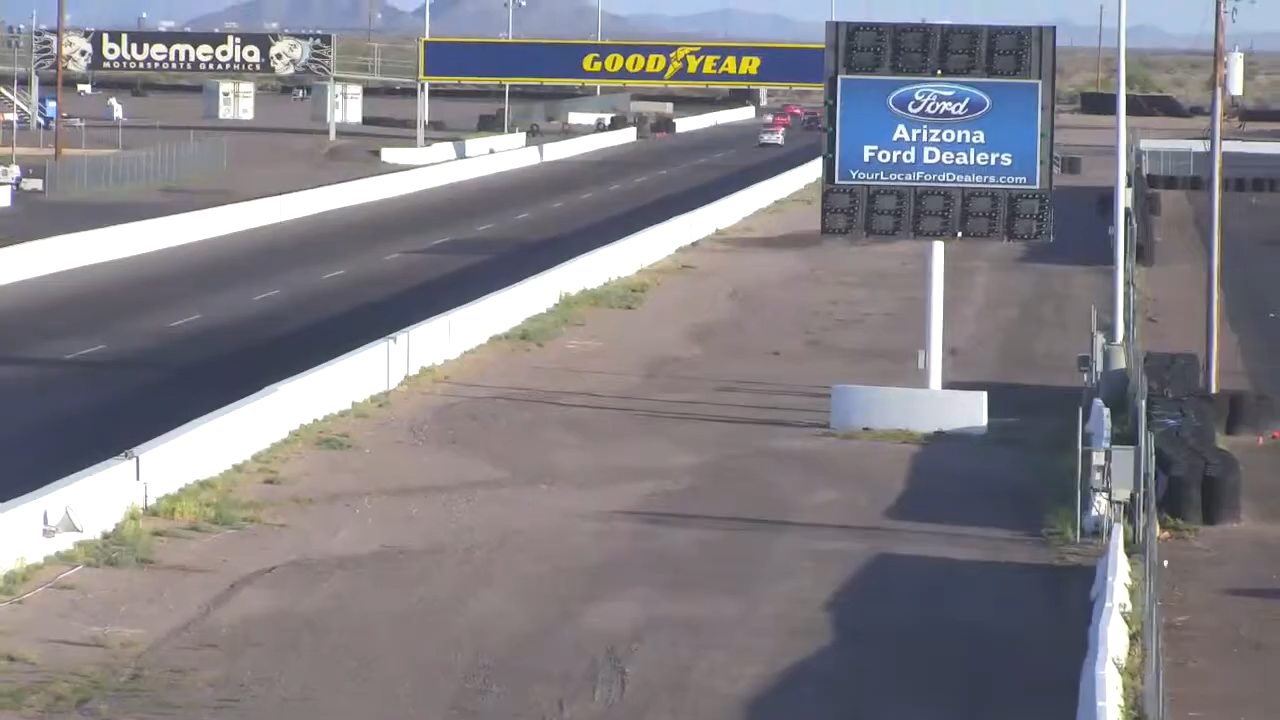 bluemedia
MOTORSPORTS GRAPHICS
GOODYEAR
Ford
Arizona
Ford Dealers
YourLocalFordDealers.com